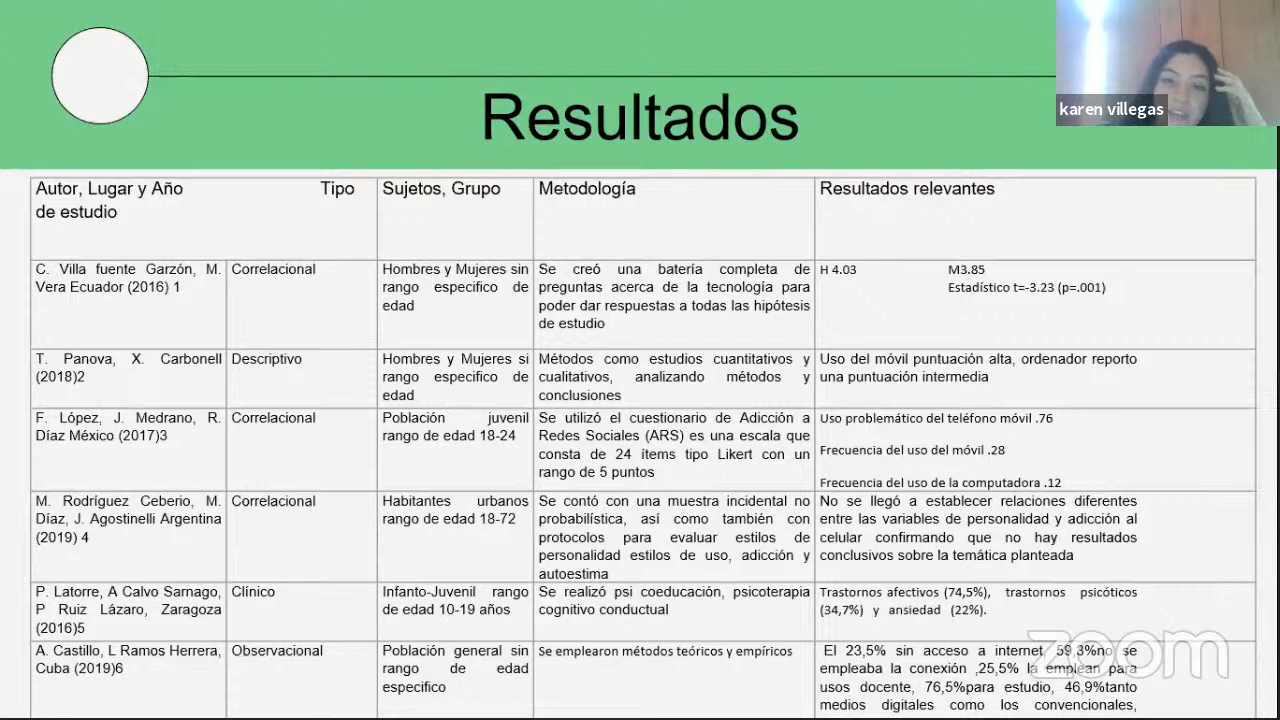 karen villegas
Resultados
Autor, Lugar y Año Tipo
de estudio
Sujetos, Grupo
Metodología
Resultados relevantes
C. Villa fuente Garzón, M.
Vera Ecuador (2016) 1
Correlacional
Hombres y Mujeres sin
rango especifico de
edad
Se creó una batería completa de
preguntas acerca de la tecnología para
poder dar respuestas a todas las hipótesis
de estudio
H 4.03 M3.85
Estadístico t=-3.23 (p=.001)
T. Panova, X. Carbonell
(2018)2
Descriptivo
Hombres y Mujeres si
rango especifico de
edad
Métodos como estudios cuantitativos y
cualitativos, analizando métodos y
conclusiones
Uso del móvil puntuación alta, ordenador reporto
una puntuación intermedia
F. López, J. Medrano, R.
Díaz México (2017)3
Correlacional
Población juvenil
rango de edad 18-24
Se utilizó el cuestionario de Adicción a
Redes Sociales (ARS) es una escala que
consta de 24 ítems tipo Likert con un
rango de 5 puntos
Uso problemático del teléfono móvil .76
Frecuencia del uso del móvil .28
Frecuencia del uso de la computadora .12
M. Rodríguez Ceberio, M.
Díaz, J. Agostinelli Argentina
(2019) 4
Correlacional
Habitantes urbanos
rango de edad 18-72
Se contó con una muestra incidental no
probabilística, así como también con
protocolos para evaluar estilos de
personalidad estilos de uso, adicción y
autoestima
No se llegó a establecer relaciones diferentes
entre las variables de personalidad y adicción al
celular confirmando que no hay resultados
conclusivos sobre la temática planteada
P. Latorre, A Calvo Sarnago,
P Ruiz Lázaro, Zaragoza
(2016)5
Clínico
Infanto-Juvenil rango
de edad 10-19 años
Se realizó psi coeducación, psicoterapia
cognitivo conductual
Trastornos afectivos (74,5%), trastornos psicóticos
(34,7%) y ansiedad (22%).
A. Castillo, L Ramos Herrera,
Cuba (2019)6
Observacional
Población general sin
rango de edad
especifico
Se emplearon métodos teóricos y empíricos
El 23,5% sin acceso a internet, 59,3%no se
empleaba la conexión ,25,5% la emplean para
usos docente, 76,5%para estudio, 46,9%tanto
medios digitales como los convencionales,
zoom